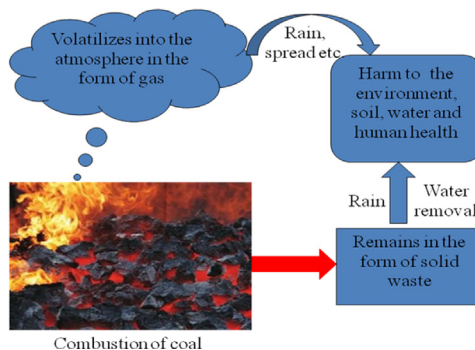 Volatilizes into the
atmosphere in the
form of gas
Rain,
spread etc.
Harm to the
environment,
soil, water and
human health
Rain
Water
removal
Remains in the
form of solid
waste
Combustion of coal